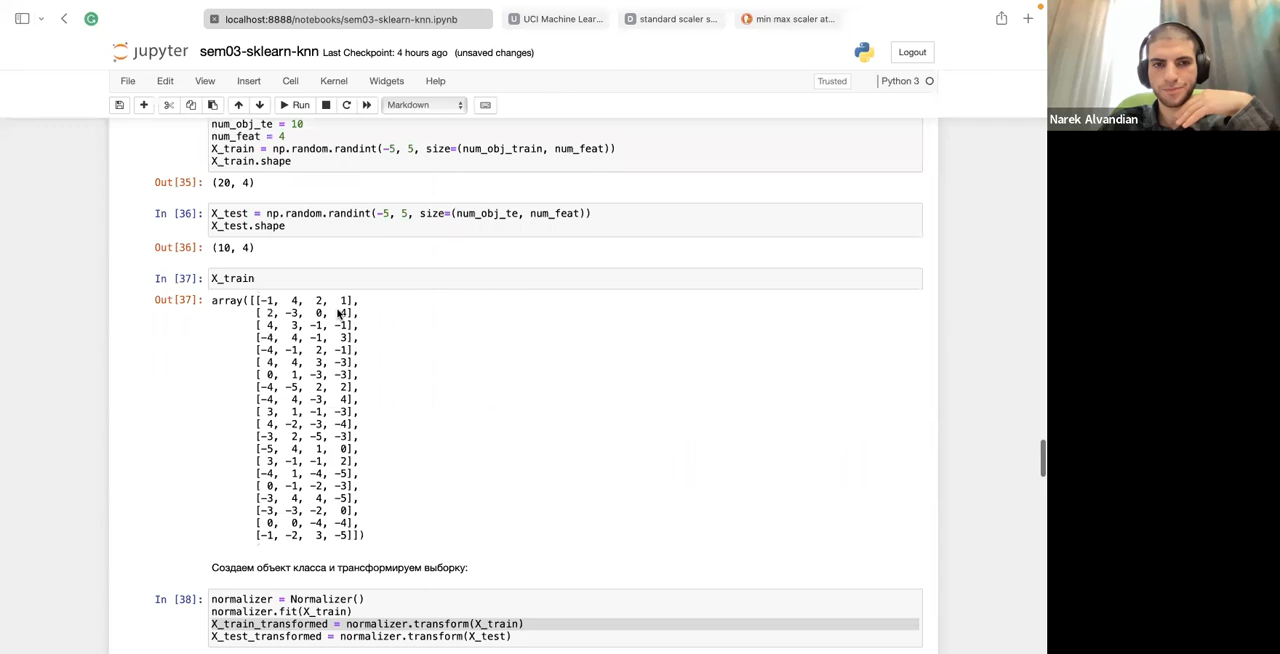 localhost:8888/notebooks/sem03-sklearn-knn.ipynb
UCI Machine Lear...
standard scaler s...
min max scaler at...
jupyter
sem03-sklearn-knn Last Checkpoint: 4 hours ago (unsaved changes)
Logout
File Edit View Insert Cell Kernel Widgets Help
Trusted
Python 3
Run
Markdown
Narek Alvandian
num_obj_te = 10
num_feat = 4
X_train = np.random.randint(-5, 5, size=(num_obj_train, num_feat))
X_train.shape
Out[35]: (20, 4)
In [36]: X_test = np.random.randint(-5, 5, size=(num_obj_te, num_feat))
X_test.shape
Out[36]: (10, 4)
In [37]: X_train
Out[37]: array([[-1, 4, 2, 1],
[ 2, -3, 0, 4],
[ 4, 3, -1, -1],
[-4, 4, -1, 3],
[-4, -1, 2, -1],
[ 4, 4, 3, -3],
[ 0, 1, -3, -3],
[-4, -5, 2, 2],
[-4, 4, -3, 4],
[ 3, 1, -1, -3],
[ 4, -2, -3, -4],
[-3, 2, -5, -3],
[-5, 4, 1, 0],
[ 3, -1, -1, 2],
[-4, 1, -4, -5],
[ 0, -1, -2, -3],
[-3, 4, 4, -5],
[-3, -3, -2, 0],
[ 0, 0, -4, -4],
[-1, -2, 3, -5]])
Создаем объект класса и трансформируем выборку:
In [38]: normalizer = Normalizer()
normalizer.fit(X_train)
X_train_transformed = normalizer.transform(X_train)
X_test_transformed = normalizer.transform(X_test)